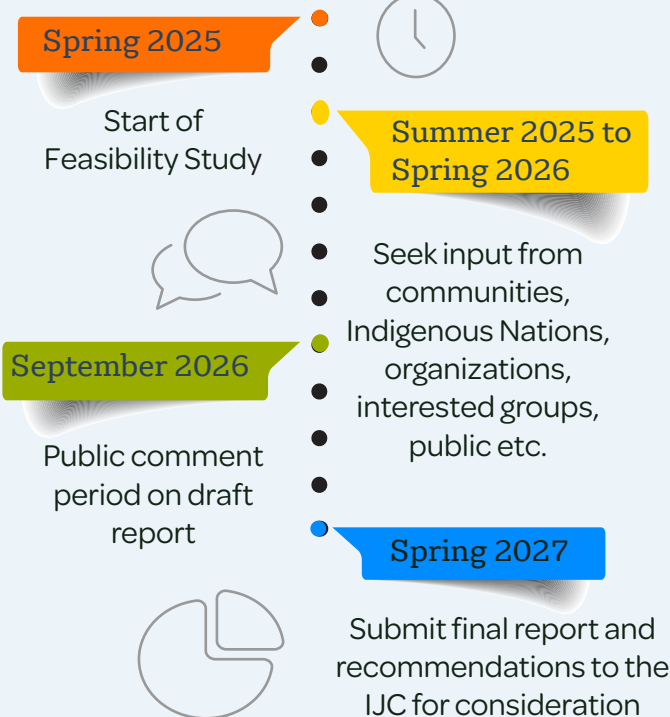 Spring 2025
Start of
Feasibility Study
Summer 2025 to
Spring 2026
Seek input from
communities,
Indigenous Nations,
organizations,
interested groups,
public etc.
September 2026
Public comment
period on draft
report
Spring 2027
Submit final report and
recommendations to the
IJC for consideration